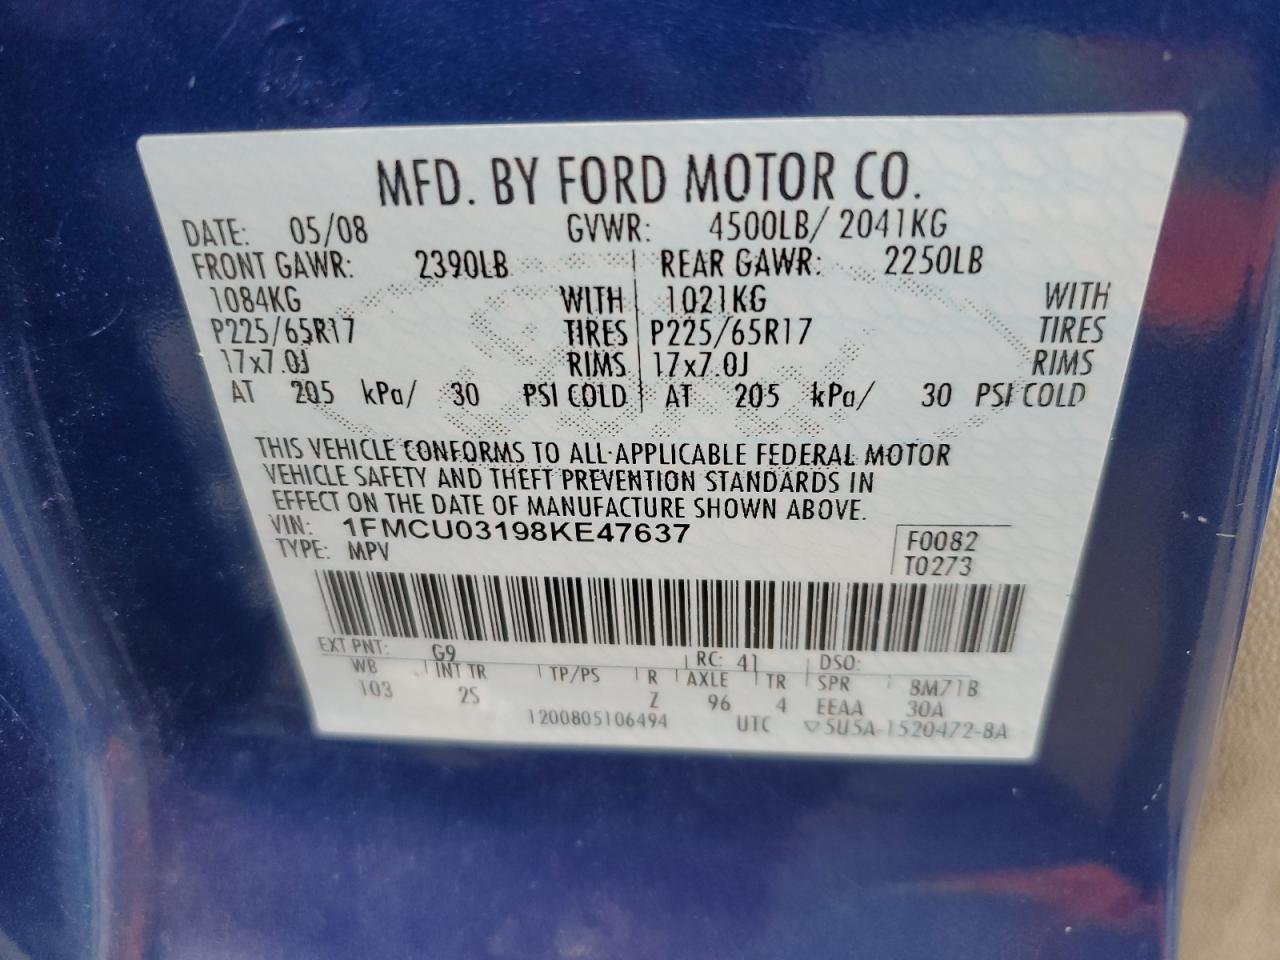 MFD. BY FORD MOTOR CO.
DATE: 05/08 GVWR: 4500LB/ 2041KG
FRONT GAWR: 2390LB REAR GAWR: 2250LB
1084KG WITH 1021KG WITH
P225/65R17 TIRES P225/65R17 TIRES
17x7.0J RIMS 17x7.0J RIMS
AT 205 kPa/ 30 PSI COLD AT 205 kPa/ 30 PSI COLD
THIS VEHICLE CONFORMS TO ALL APPLICABLE FEDERAL MOTOR
VEHICLE SAFETY AND THEFT PREVENTION STANDARDS IN
EFFECT ON THE DATE OF MANUFACTURE SHOWN ABOVE.
VIN: 1FMCU03198KE47637 F0082
TYPE: MPV T0273
EXT PNT: G9 RC: 41 DSO:
WB INT TR TP/PS R AXLE TR SPR 8M71B
103 2S Z 96 4 EEAA 30A
1200805106494 UTC ▽5U5A-1520472-BA